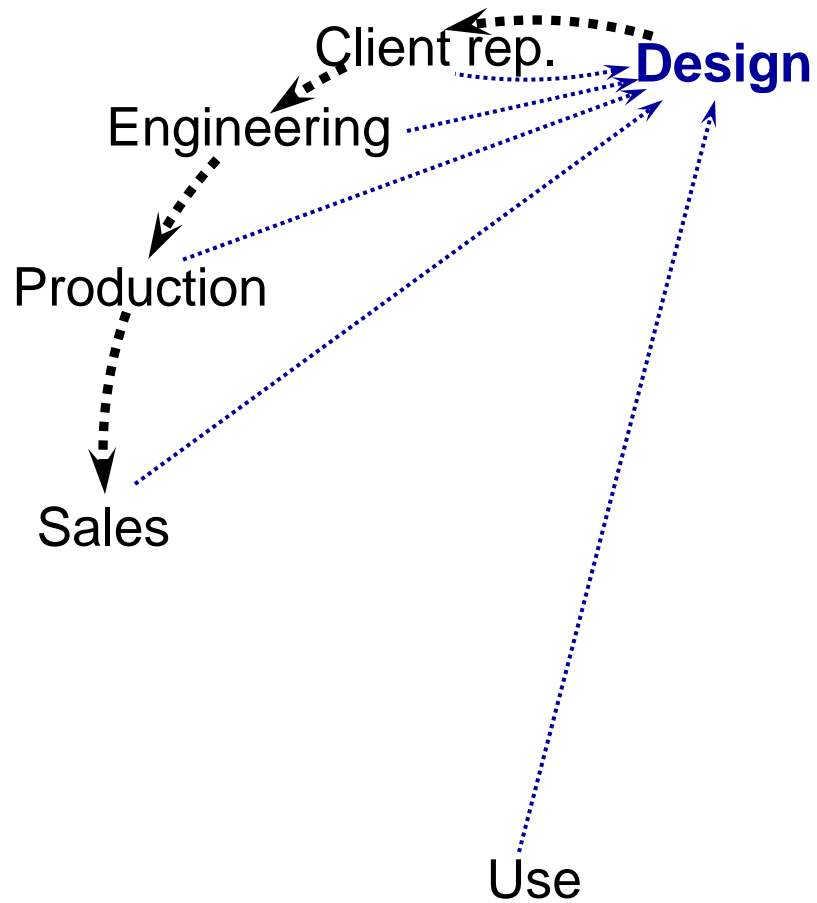 Client rep.
Design
Engineering
Production
Sales
Use